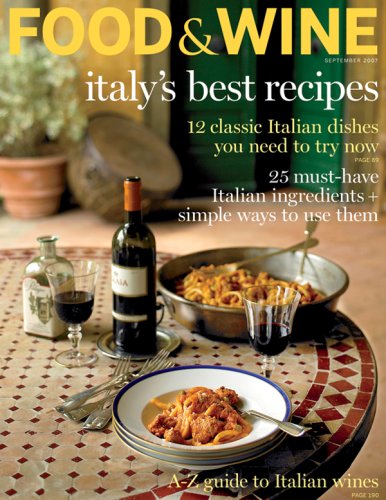 FOOD & WINE
SEPTEMBER 2007
italy's best recipes
12 classic Italian dishes
you need to try now
PAGE 89
25 must-have
Italian ingredients +
simple ways to use them
A-Z guide to Italian wines
PAGE 190